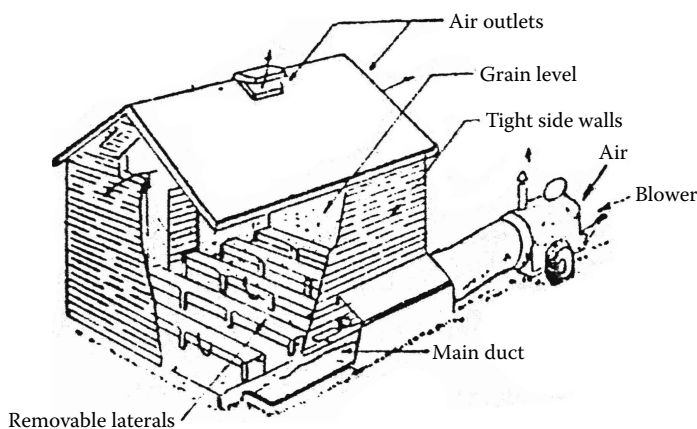 Air outlets
Grain level
Tight side walls
Air
Blower
Main duct
Removable laterals